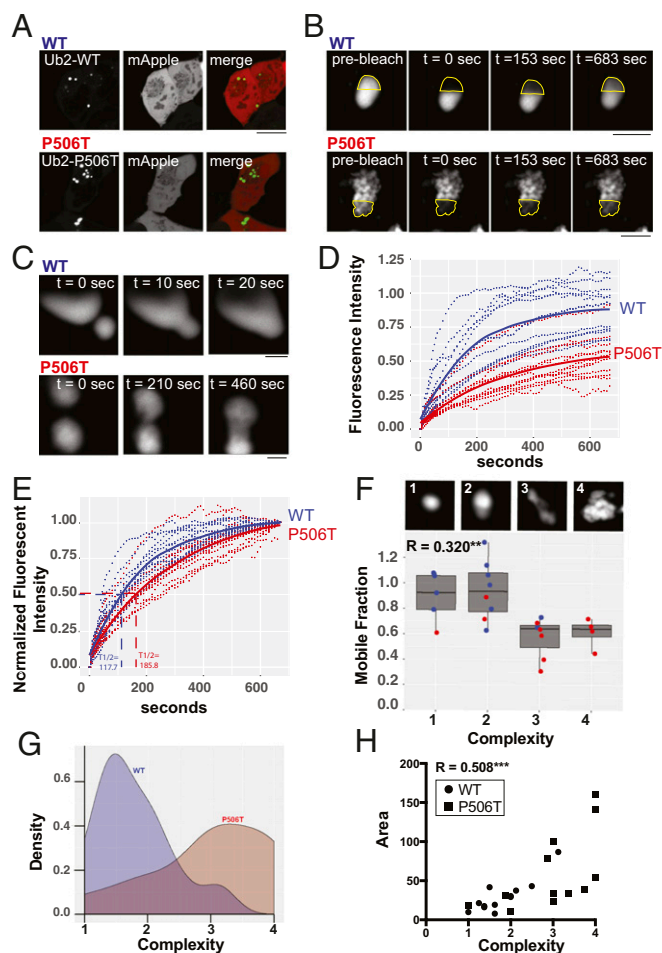 A
WT
Ub2-WT mApple merge
P506T
Ub2-P506T mApple merge
B
WT
pre-bleach t = 0 sec t =153 sec t =683 sec
P506T
pre-bleach t = 0 sec t =153 sec t =683 sec
C
WT
t = 0 sec t = 10 sec t = 20 sec
P506T
t = 0 sec t = 210 sec t = 460 sec
D
Fluorescence Intensity
1.25
1.00
0.75
0.50
0.25
0.00
WT
P506T
0 200 400 600
seconds
E
Normalized Fluorescent
Intensity
1.00
0.75
0.50
0.25
0.00
WT
P506T
T1/2=
117.7
T1/2=
185.8
0 200 400 600
seconds
F
1 2 3 4
R = 0.320**
Mobile Fraction
1.2
1.0
0.8
0.6
0.4
0.2
0.0
1 2 3 4
Complexity
G
Density
0.6
0.4
0.2
0.0
WT
P506T
1 2 3 4
Complexity
H
R = 0.508***
WT
P506T
Area
200
150
100
50
0
0 1 2 3 4
Complexity